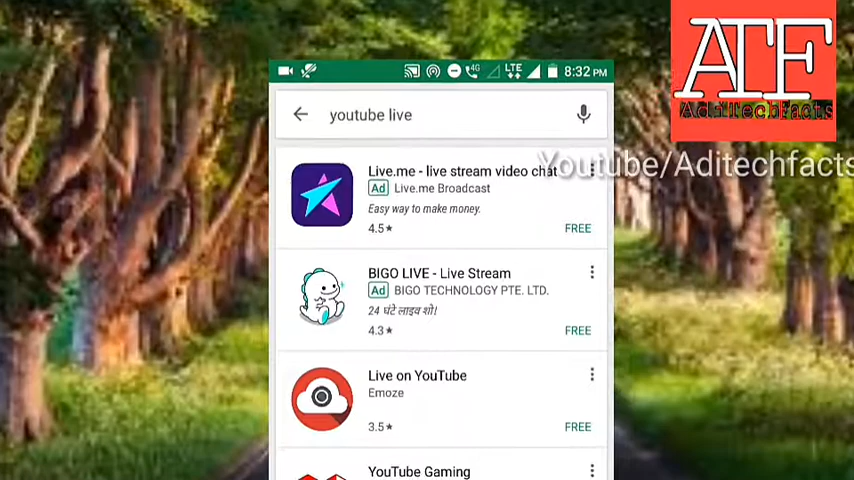 ATF
AdiTechfacts
Youtube/Aditechfacts
4G
LTE
8:32 PM
youtube live
Live.me - live stream video chat
Ad Live.me Broadcast
Easy way to make money.
4.5★ FREE
BIGO LIVE - Live Stream
Ad BIGO TECHNOLOGY PTE. LTD.
24 घंटे लाइव शो!
4.3★ FREE
Live on YouTube
Emoze
3.5★ FREE
YouTube Gaming